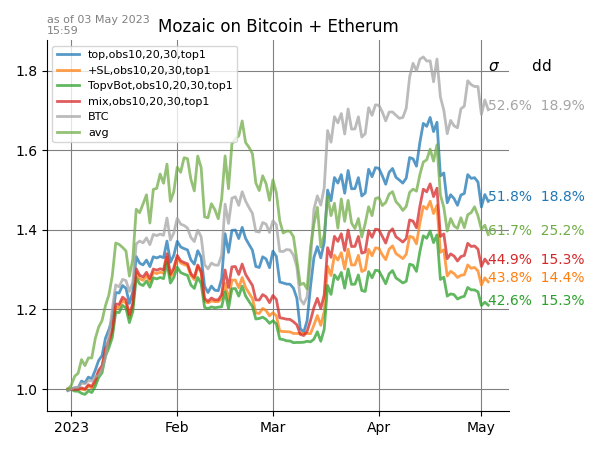 as of 03 May 2023
15:59
Mozaic on Bitcoin + Etherum
top,obs10,20,30,top1
+SL,obs10,20,30,top1
TopvBot,obs10,20,30,top1
mix,obs10,20,30,top1
BTC
avg
σ dd
52.6% 18.9%
51.8% 18.8%
61.7% 25.2%
44.9% 15.3%
43.8% 14.4%
42.6% 15.3%
1.8
1.6
1.4
1.2
1.0
2023 Feb Mar Apr May